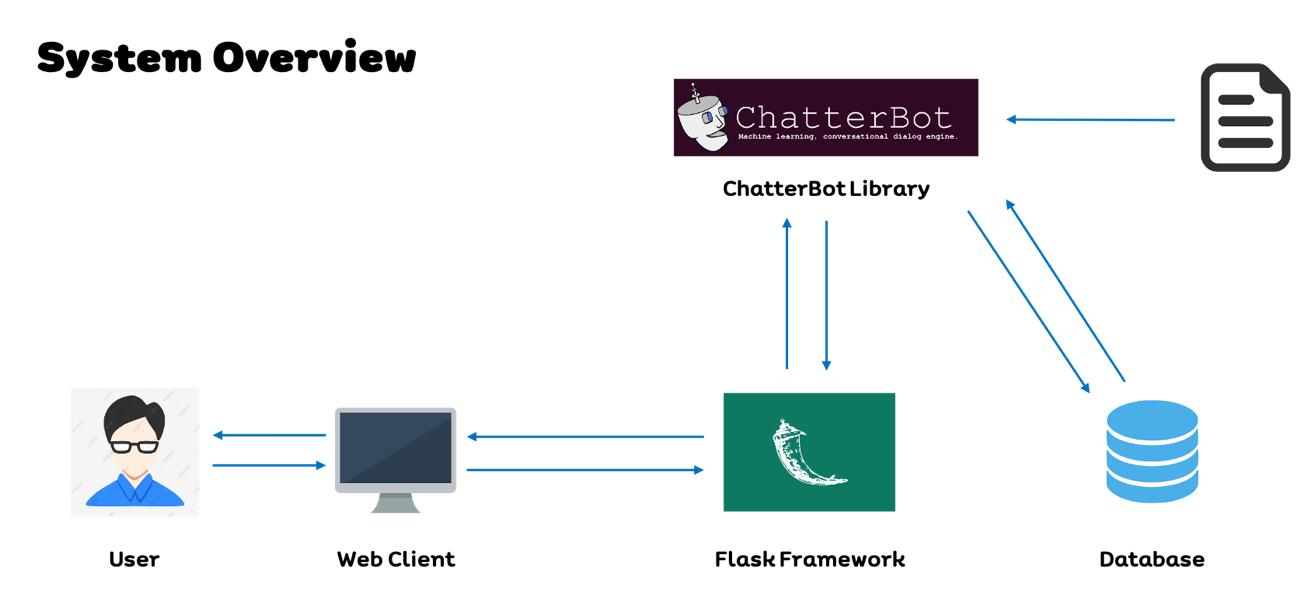 System Overview
ChatterBot
Machine learning, conversational dialog engine.
ChatterBot Library
User
Web Client
Flask Framework
Database